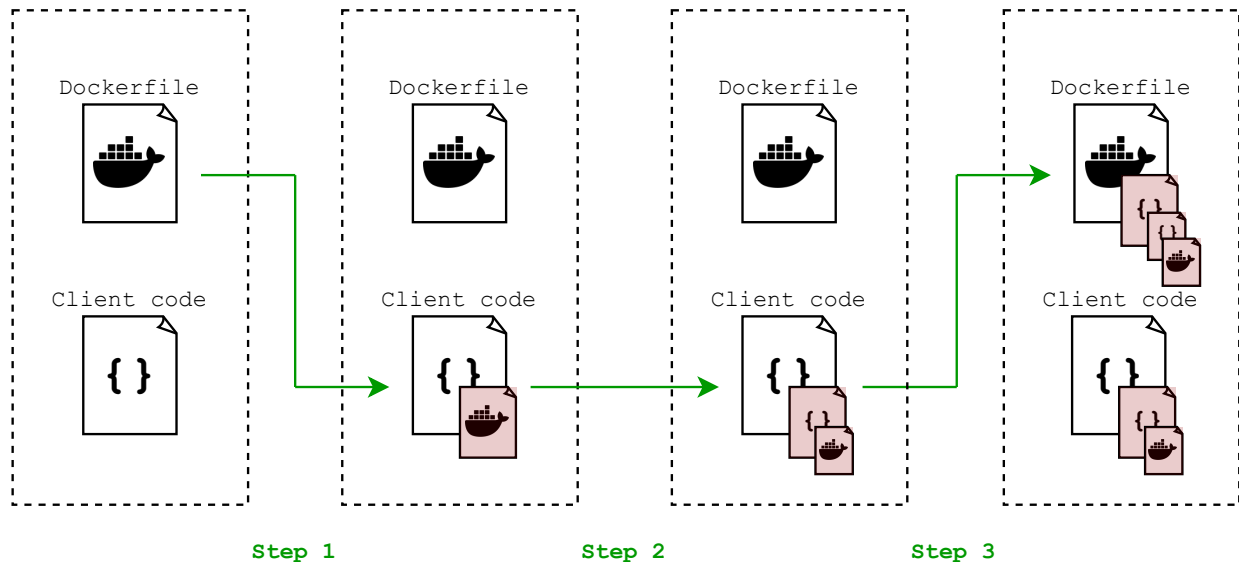 Dockerfile
Dockerfile
Dockerfile
Dockerfile
{ }
{ }
Client code
Client code
Client code
Client code
{ }
{ }
{ }
{ }
{ }
{ }
Step 1
Step 2
Step 3